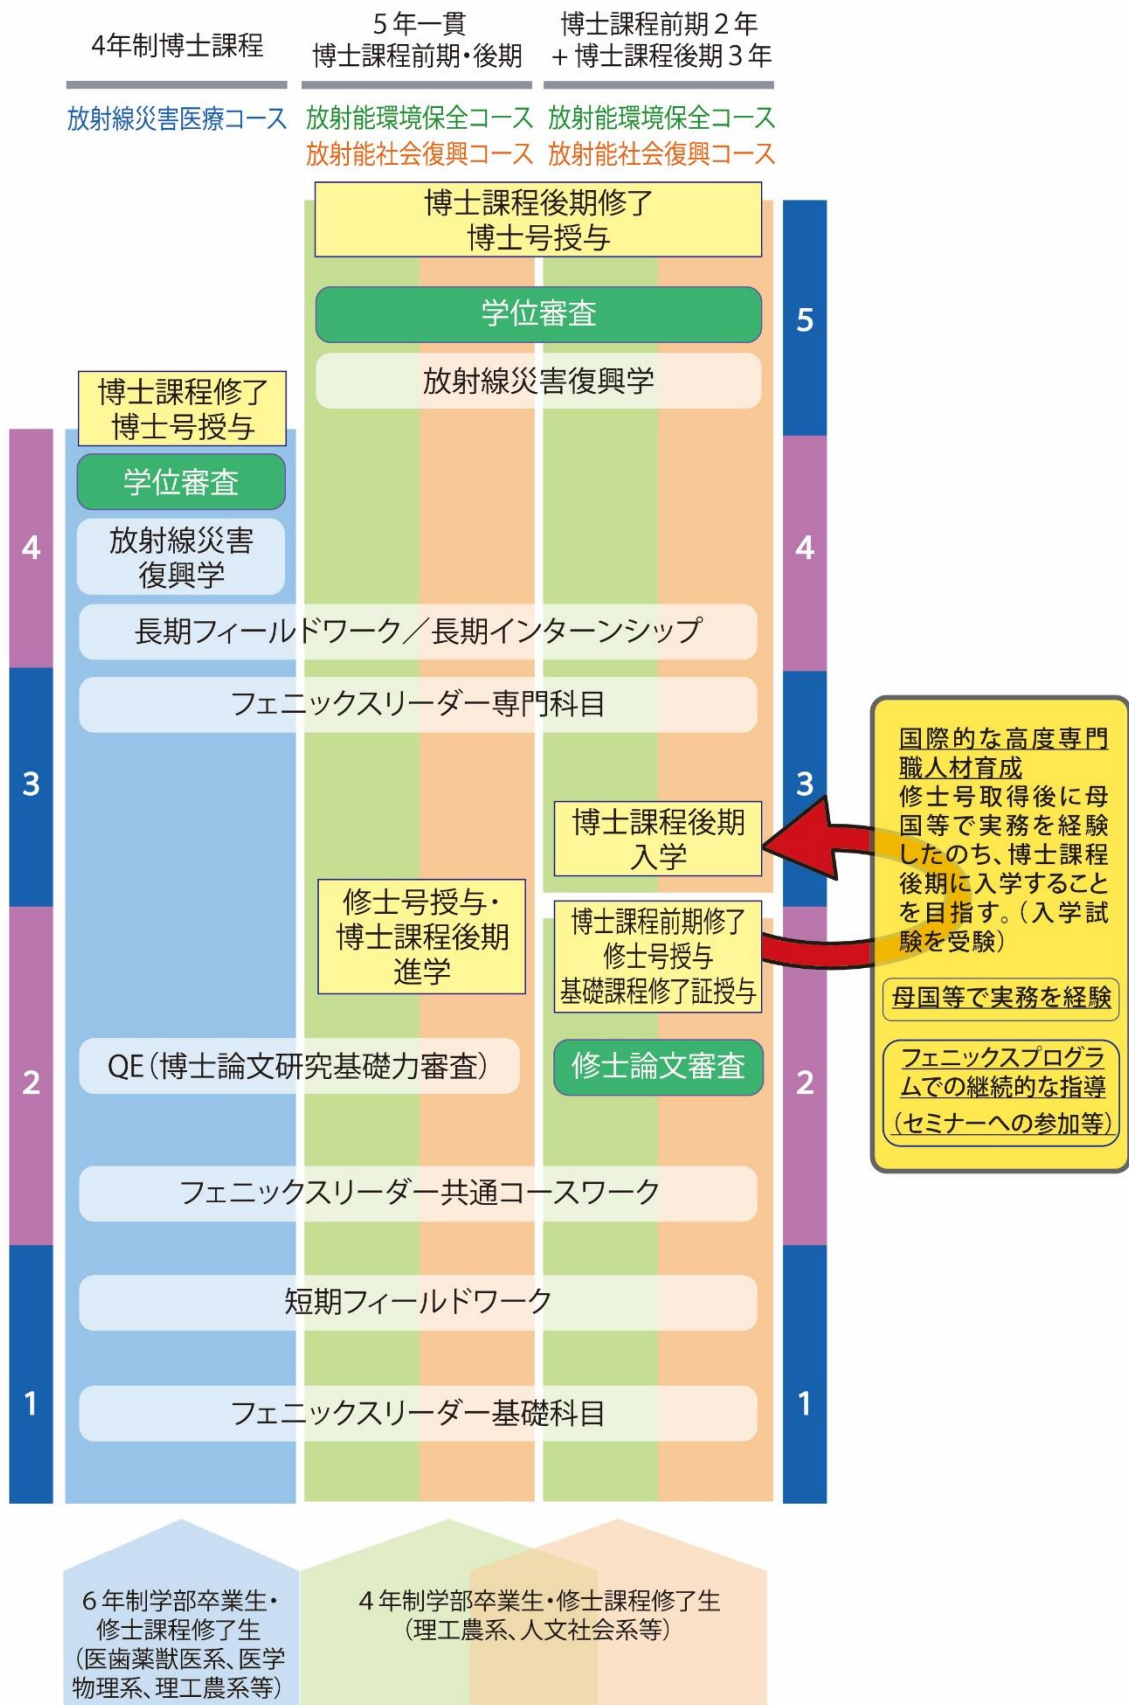 4年制博士課程
５年一貫
博士課程前期・後期
博士課程前期２年
＋博士課程後期３年
放射線災害医療コース
放射能環境保全コース
放射能社会復興コース
放射能環境保全コース
放射能社会復興コース
博士課程後期修了
博士号授与
学位審査
5
放射線災害復興学
博士課程修了
博士号授与
学位審査
4
放射線災害
復興学
4
長期フィールドワーク／長期インターンシップ
フェニックスリーダー専門科目
3
3
博士課程後期
入学
国際的な高度専門
職人材育成
修士号取得後に母
国等で実務を経験
したのち、博士課程
後期に入学すること
を目指す。（入学試
験を受験）
修士号授与・
博士課程後期
進学
博士課程前期修了
修士号授与
基礎課程修了証授与
母国等で実務を経験
フェニックスプログラ
ムでの継続的な指導
（セミナーへの参加等）
2
QE（博士論文研究基礎力審査）
修士論文審査
2
フェニックスリーダー共通コースワーク
短期フィールドワーク
1
フェニックスリーダー基礎科目
1
６年制学部卒業生・
修士課程修了生
（医歯薬獣医系、医学
物理系、理工農系等）
４年制学部卒業生・修士課程修了生
（理工農系、人文社会系等）